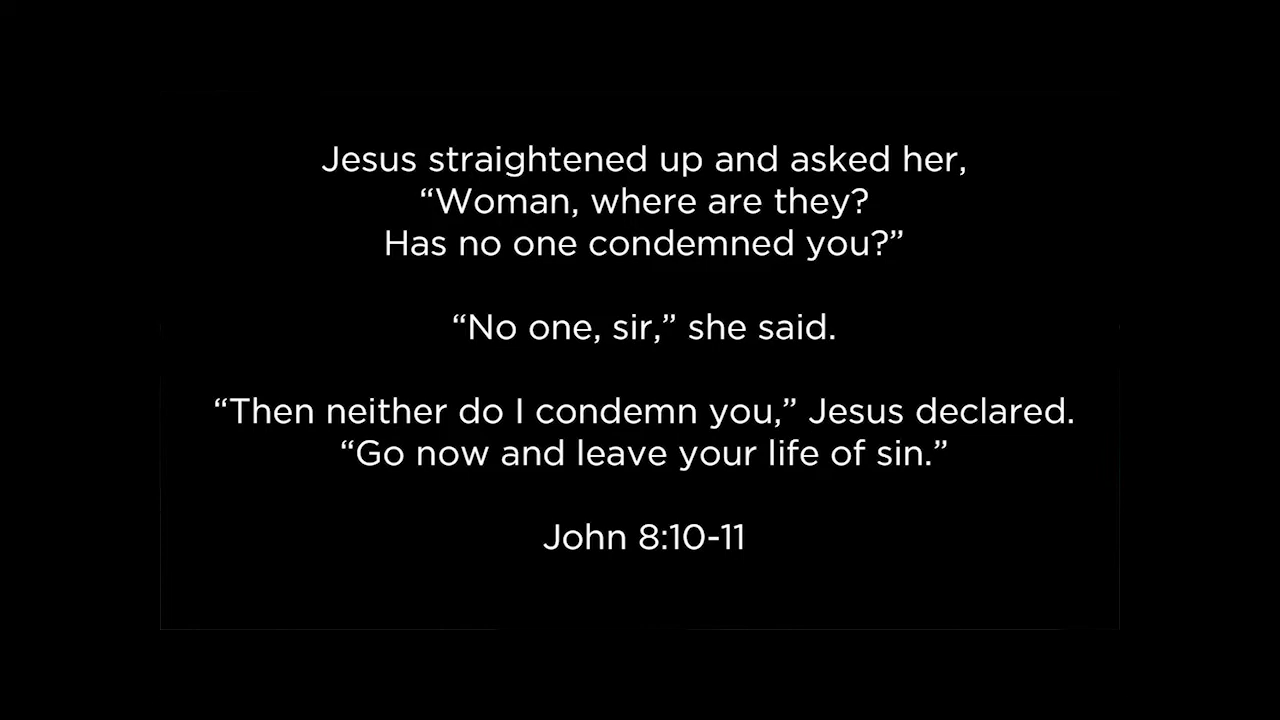 Jesus straightened up and asked her,
“Woman, where are they?
Has no one condemned you?”
“No one, sir,” she said.
“Then neither do I condemn you,” Jesus declared.
“Go now and leave your life of sin.”
John 8:10-11